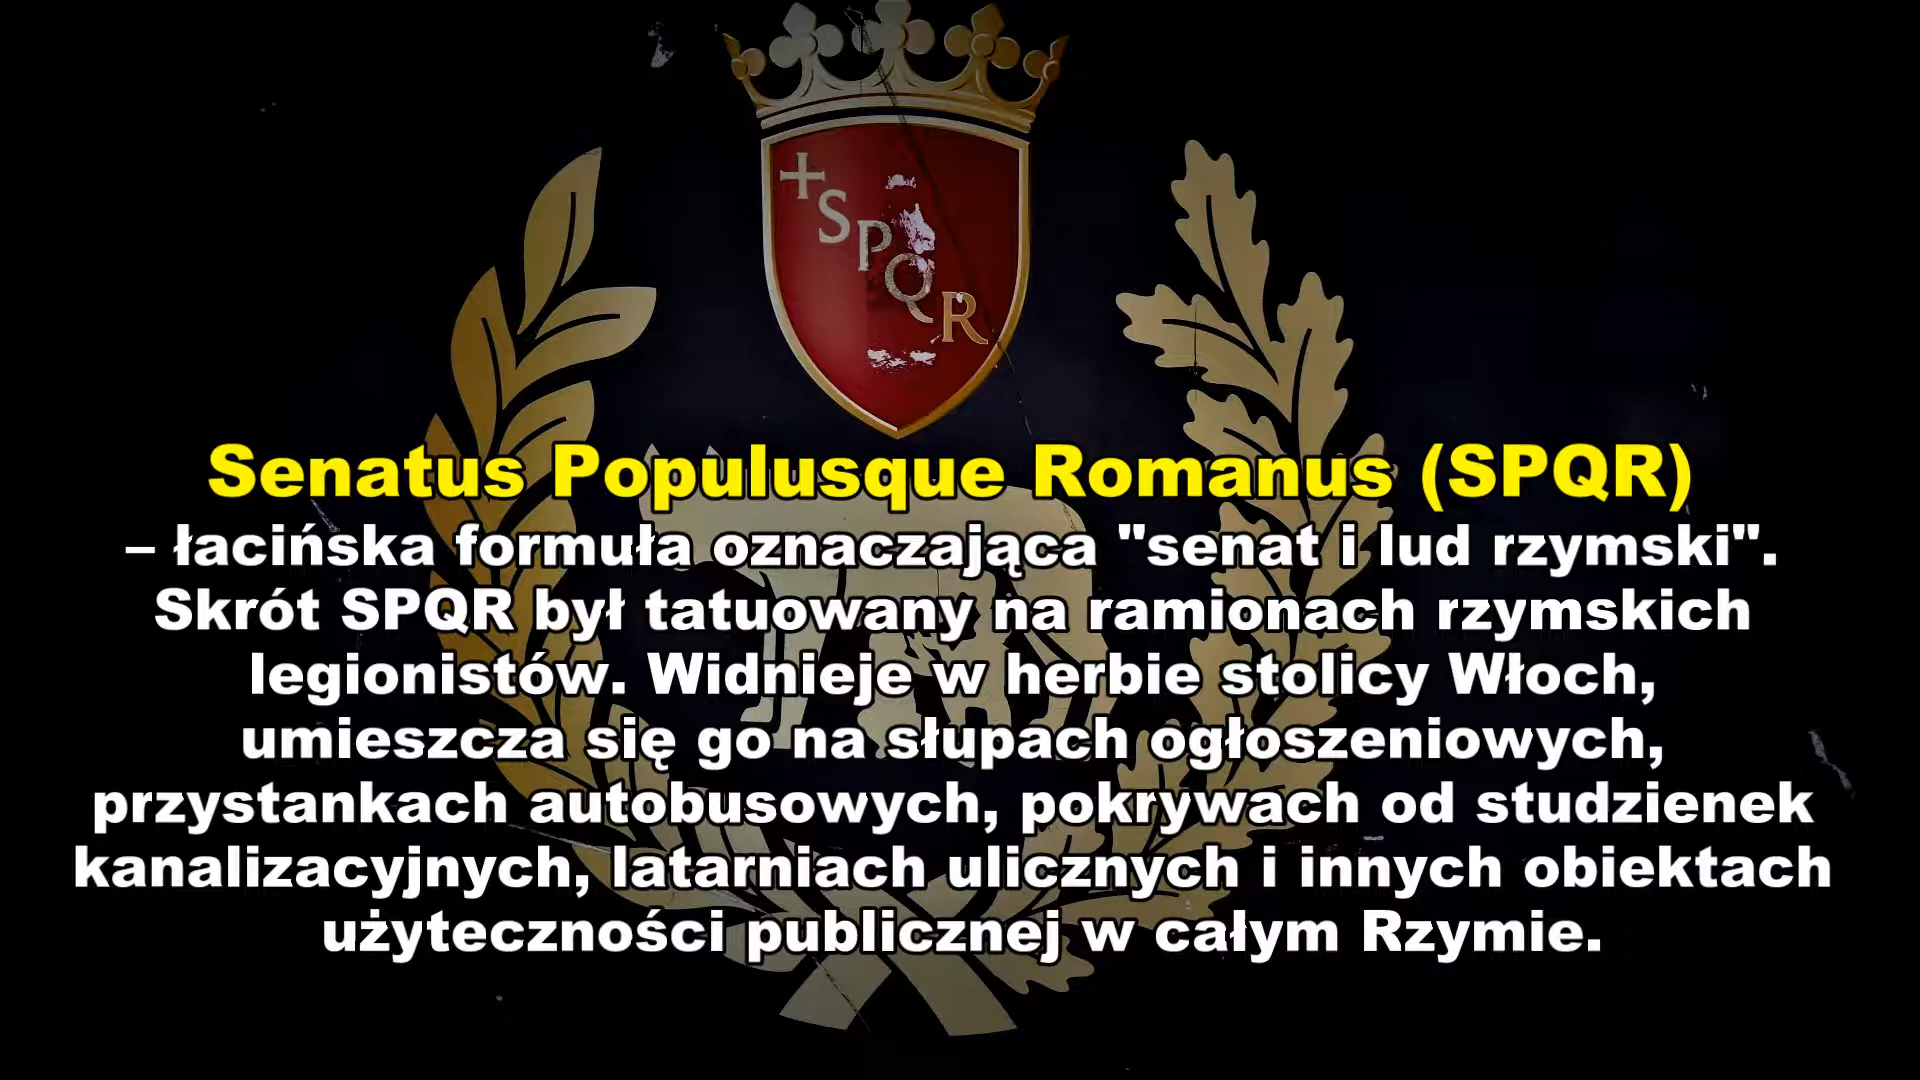 +SPQR
Senatus Populusque Romanus (SPQR)
– łacińska formuła oznaczająca "senat i lud rzymski".
Skrót SPQR był tatuowany na ramionach rzymskich
legionistów. Widnieje w herbie stolicy Włoch,
umieszcza się go na słupach ogłoszeniowych,
przystankach autobusowych, pokrywach od studzienek
kanalizacyjnych, latarniach ulicznych i innych obiektach
użyteczności publicznej w całym Rzymie.